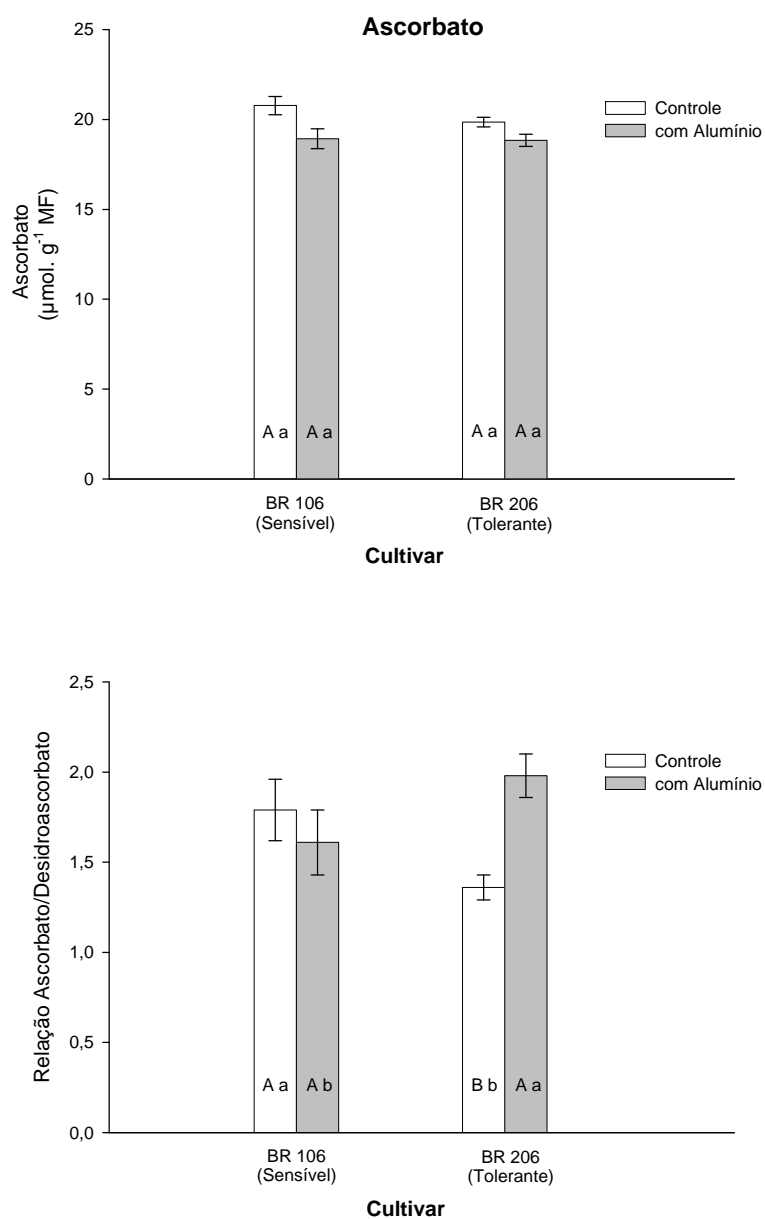 Ascorbato
25
20
15
10
5
0
Ascorbato
(µmol. g-1 MF)
Controle
com Alumínio
A a A a A a A a
BR 106
(Sensível)
BR 206
(Tolerante)
Cultivar
2,5
2,0
1,5
1,0
0,5
0,0
Relação Ascorbato/Desidroascorbato
Controle
com Alumínio
A a A b B b A a
BR 106
(Sensível)
BR 206
(Tolerante)
Cultivar